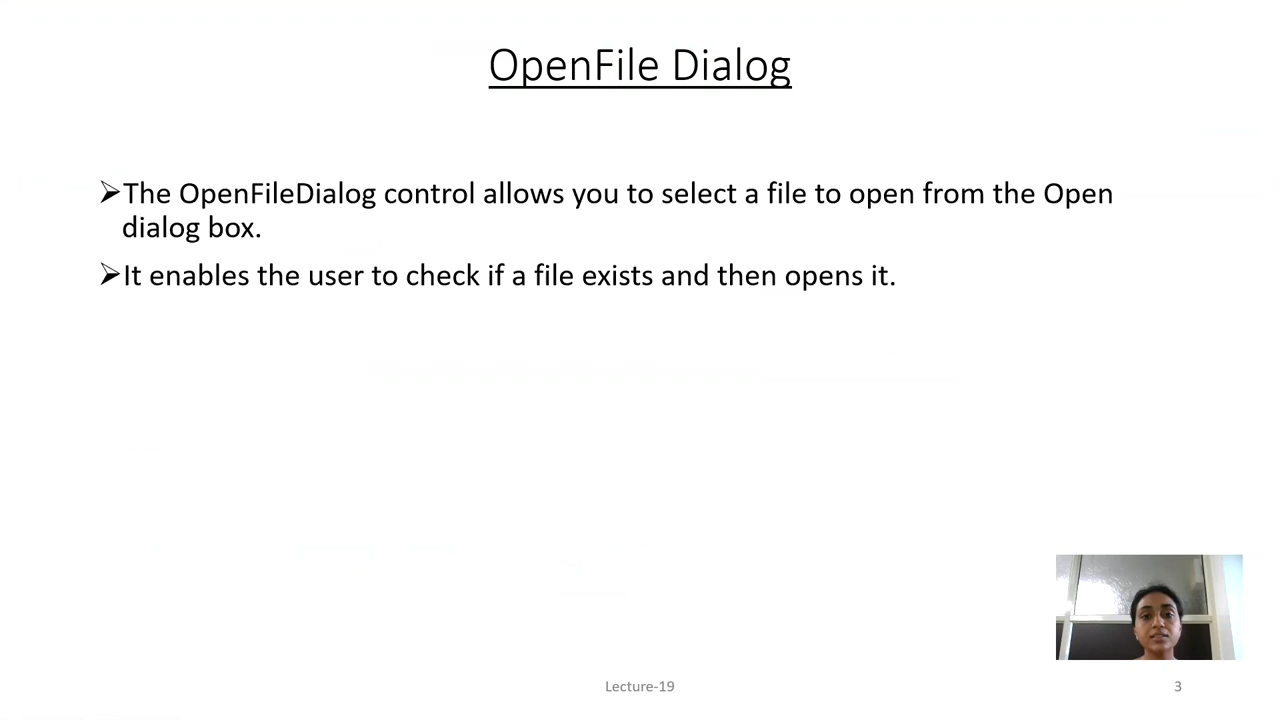 OpenFile Dialog
➢The OpenFileDialog control allows you to select a file to open from the Open
dialog box.
➢It enables the user to check if a file exists and then opens it.
Lecture-19
3